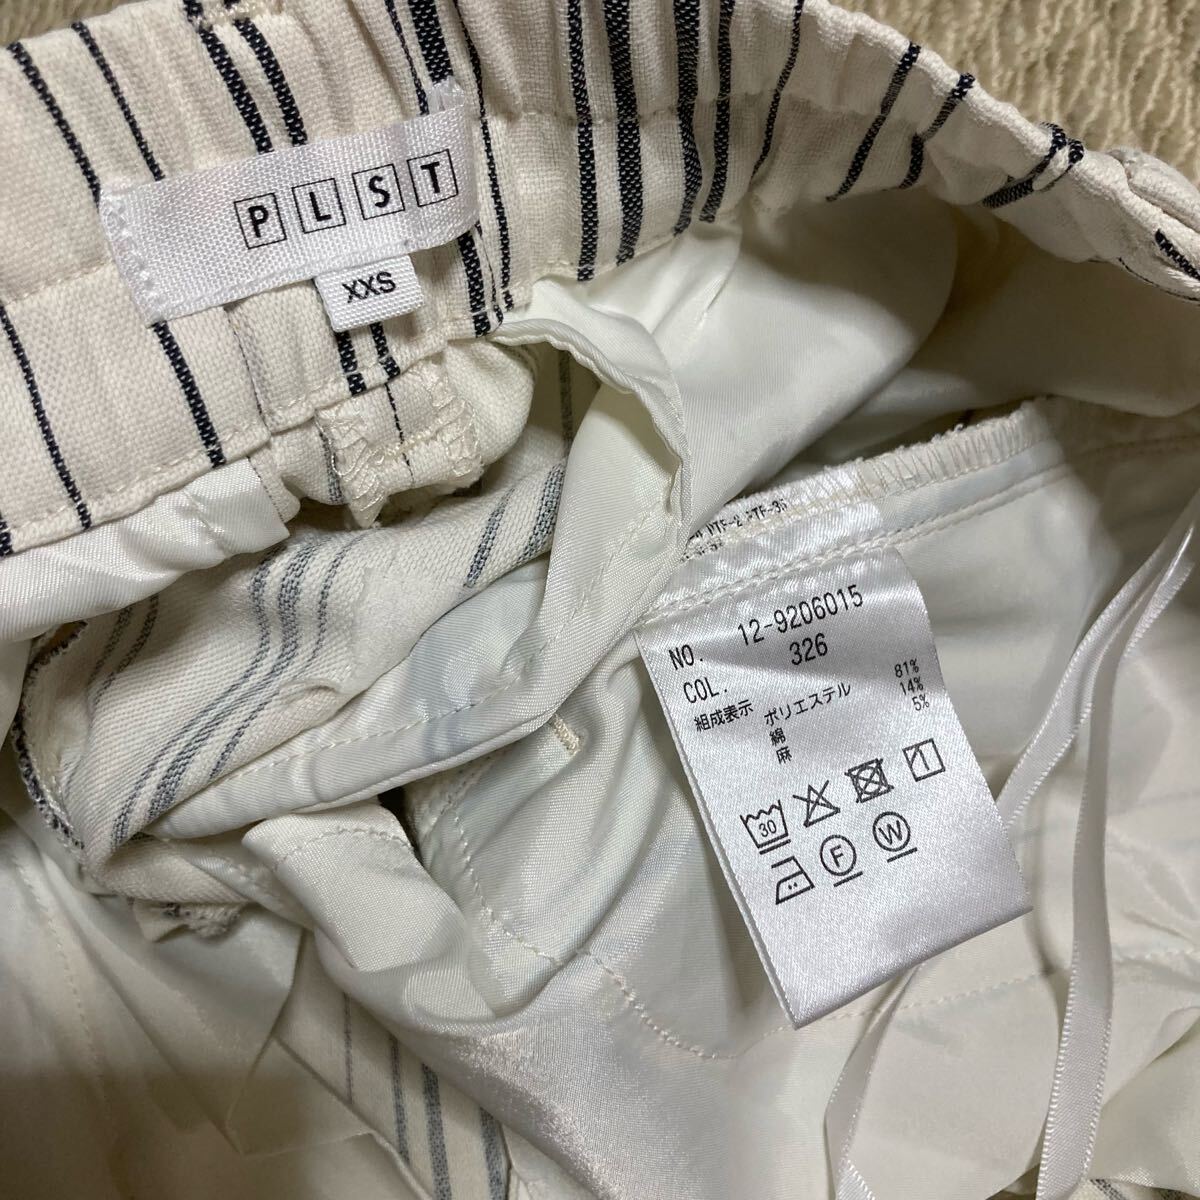 PLST
XXS
NO. 12-9206015
COL. 326
組成表示 ポリエステル 81%
綿 14%
麻 5%
30
1
F
W